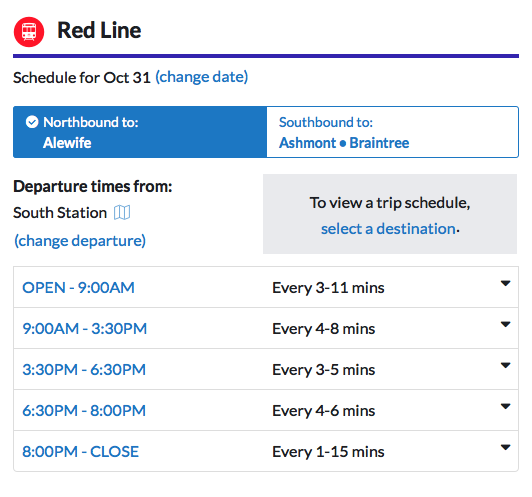 Red Line
Schedule for Oct 31 (change date)
Northbound to:
Alewife
Southbound to:
Ashmont • Braintree
Departure times from:
South Station
(change departure)
To view a trip schedule,
select a destination.
OPEN - 9:00AM Every 3-11 mins
9:00AM - 3:30PM Every 4-8 mins
3:30PM - 6:30PM Every 3-5 mins
6:30PM - 8:00PM Every 4-6 mins
8:00PM - CLOSE Every 1-15 mins